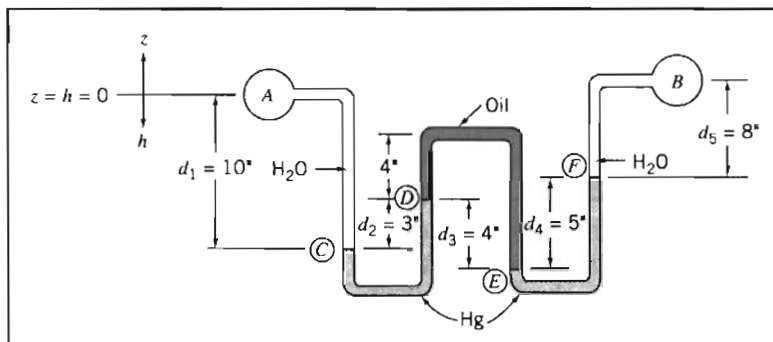 z
A
z = h = 0
h
d₁ = 10"
H₂O
C
Oil
4"
D
d₂ = 3"
d₃ = 4"
d₄ = 5"
E
Hg
F
H₂O
B
d₅ = 8"